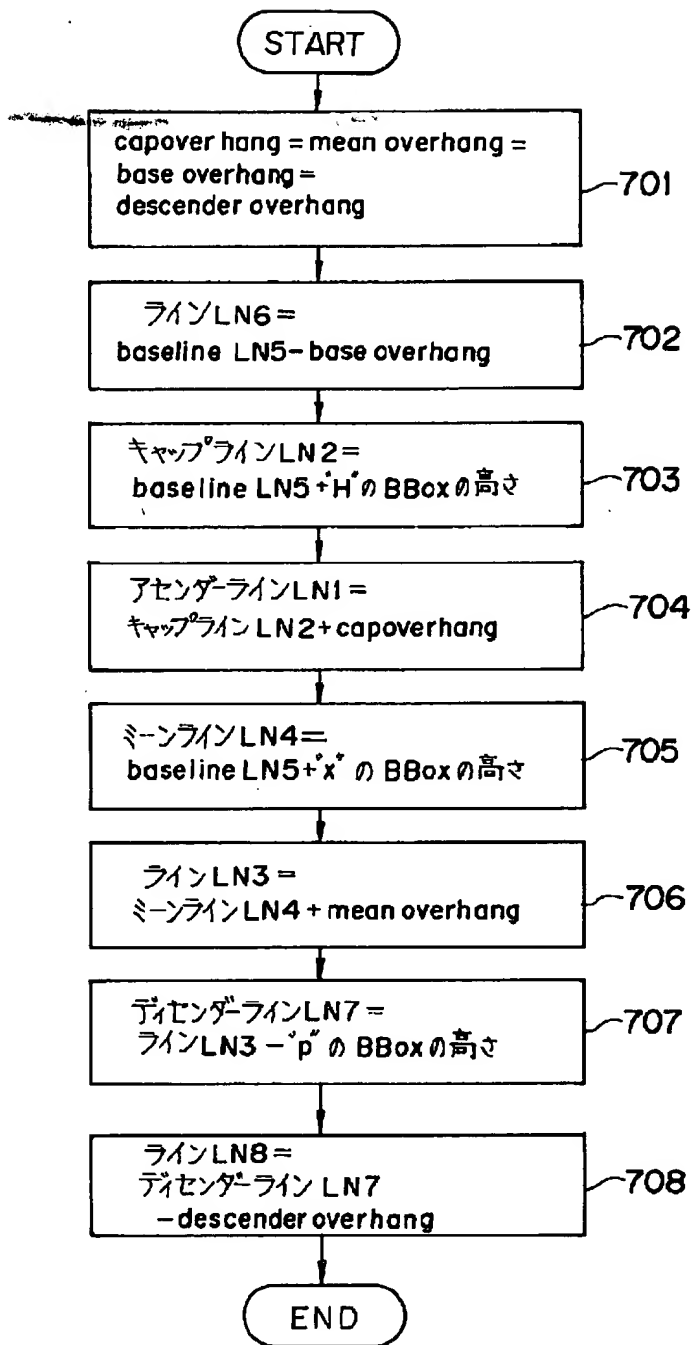 START
capover hang = mean overhang =
base overhang =
descender overhang
701
ラインLN6=
baseline LN5-base overhang
702
キャップラインLN2=
baseline LN5+"H"のBBoxの高さ
703
アセンダーラインLN1=
キャップラインLN2+capoverhang
704
ミーンラインLN4=
baseline LN5+"x"のBBoxの高さ
705
ラインLN3=
ミーンラインLN4+mean overhang
706
ディセンダーラインLN7=
ラインLN3-"p"のBBoxの高さ
707
ラインLN8=
ディセンダーラインLN7
-descender overhang
708
END